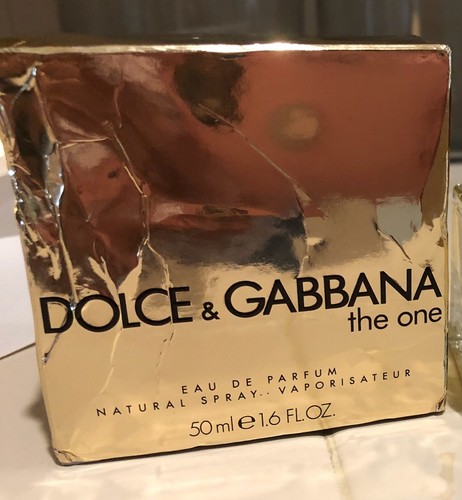 DOLCE & GABBANA
the one
EAU DE PARFUM
NATURAL SPRAY·VAPORISATEUR
50 ml e 1.6 FL.OZ.